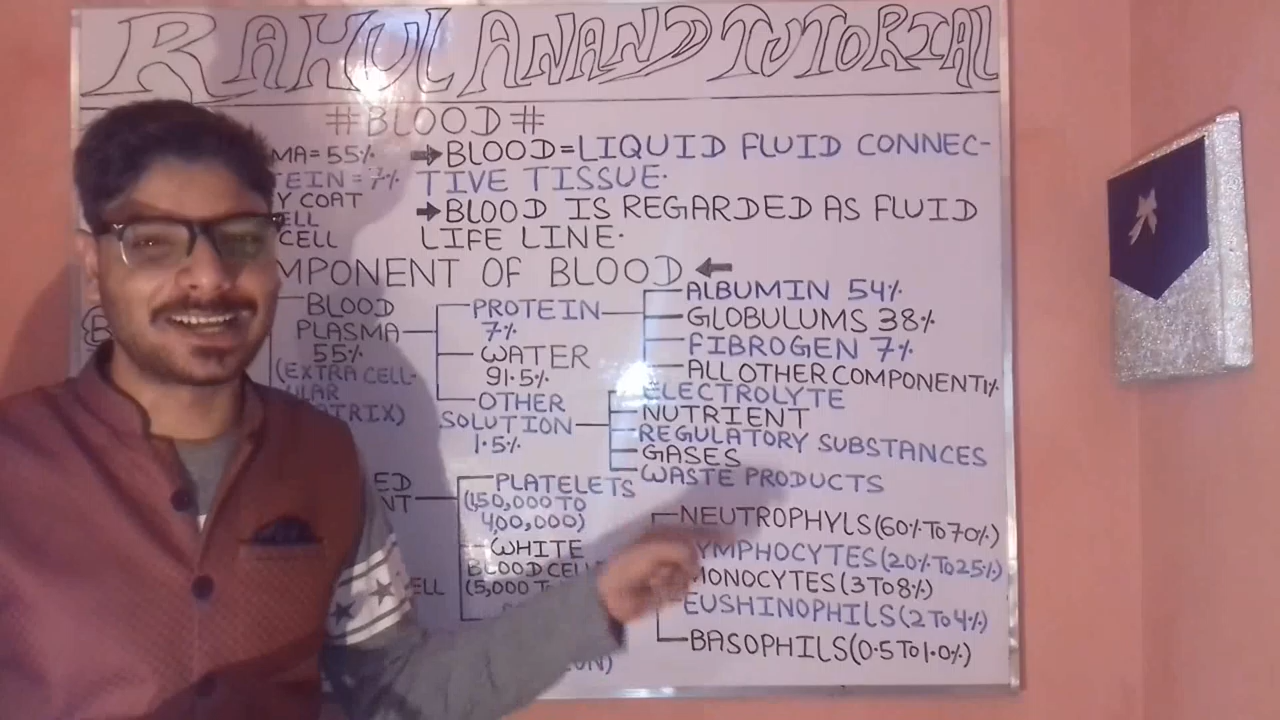 RAHUL ANAND TUTORIAL
#BLOOD#
MA=55%
TEIN=7%
Y COAT
ELL
CELL
➡BLOOD=LIQUID FLUID CONNEC-
TIVE TISSUE.
➡BLOOD IS REGARDED AS FLUID
LIFE LINE.
MPONENT OF BLOOD⬅
BLOOD
PLASMA
55%
(EXTRA CELL-
ULAR
TRIX)
PROTEIN
7%
WATER
91.5%
OTHER
SOLUTION
1.5%
ALBUMIN 54%
GLOBULUMS 38%
FIBROGEN 7%
ALL OTHER COMPONENT1%
ELECTROLYTE
NUTRIENT
REGULATORY SUBSTANCES
GASES
WASTE PRODUCTS
ED
NT
ELL
PLATELETS
(1,50,000 TO
4,00,000)
WHITE
BLOOD CELL
(5,000 T
NEUTROPHYLS(60% TO 70%)
YMPHOCYTES(20% TO 25%)
MONOCYTES(3 TO 8%)
EUSHINOPHILS(2 TO 4%)
BASOPHILS(0.5 TO 1.0%)